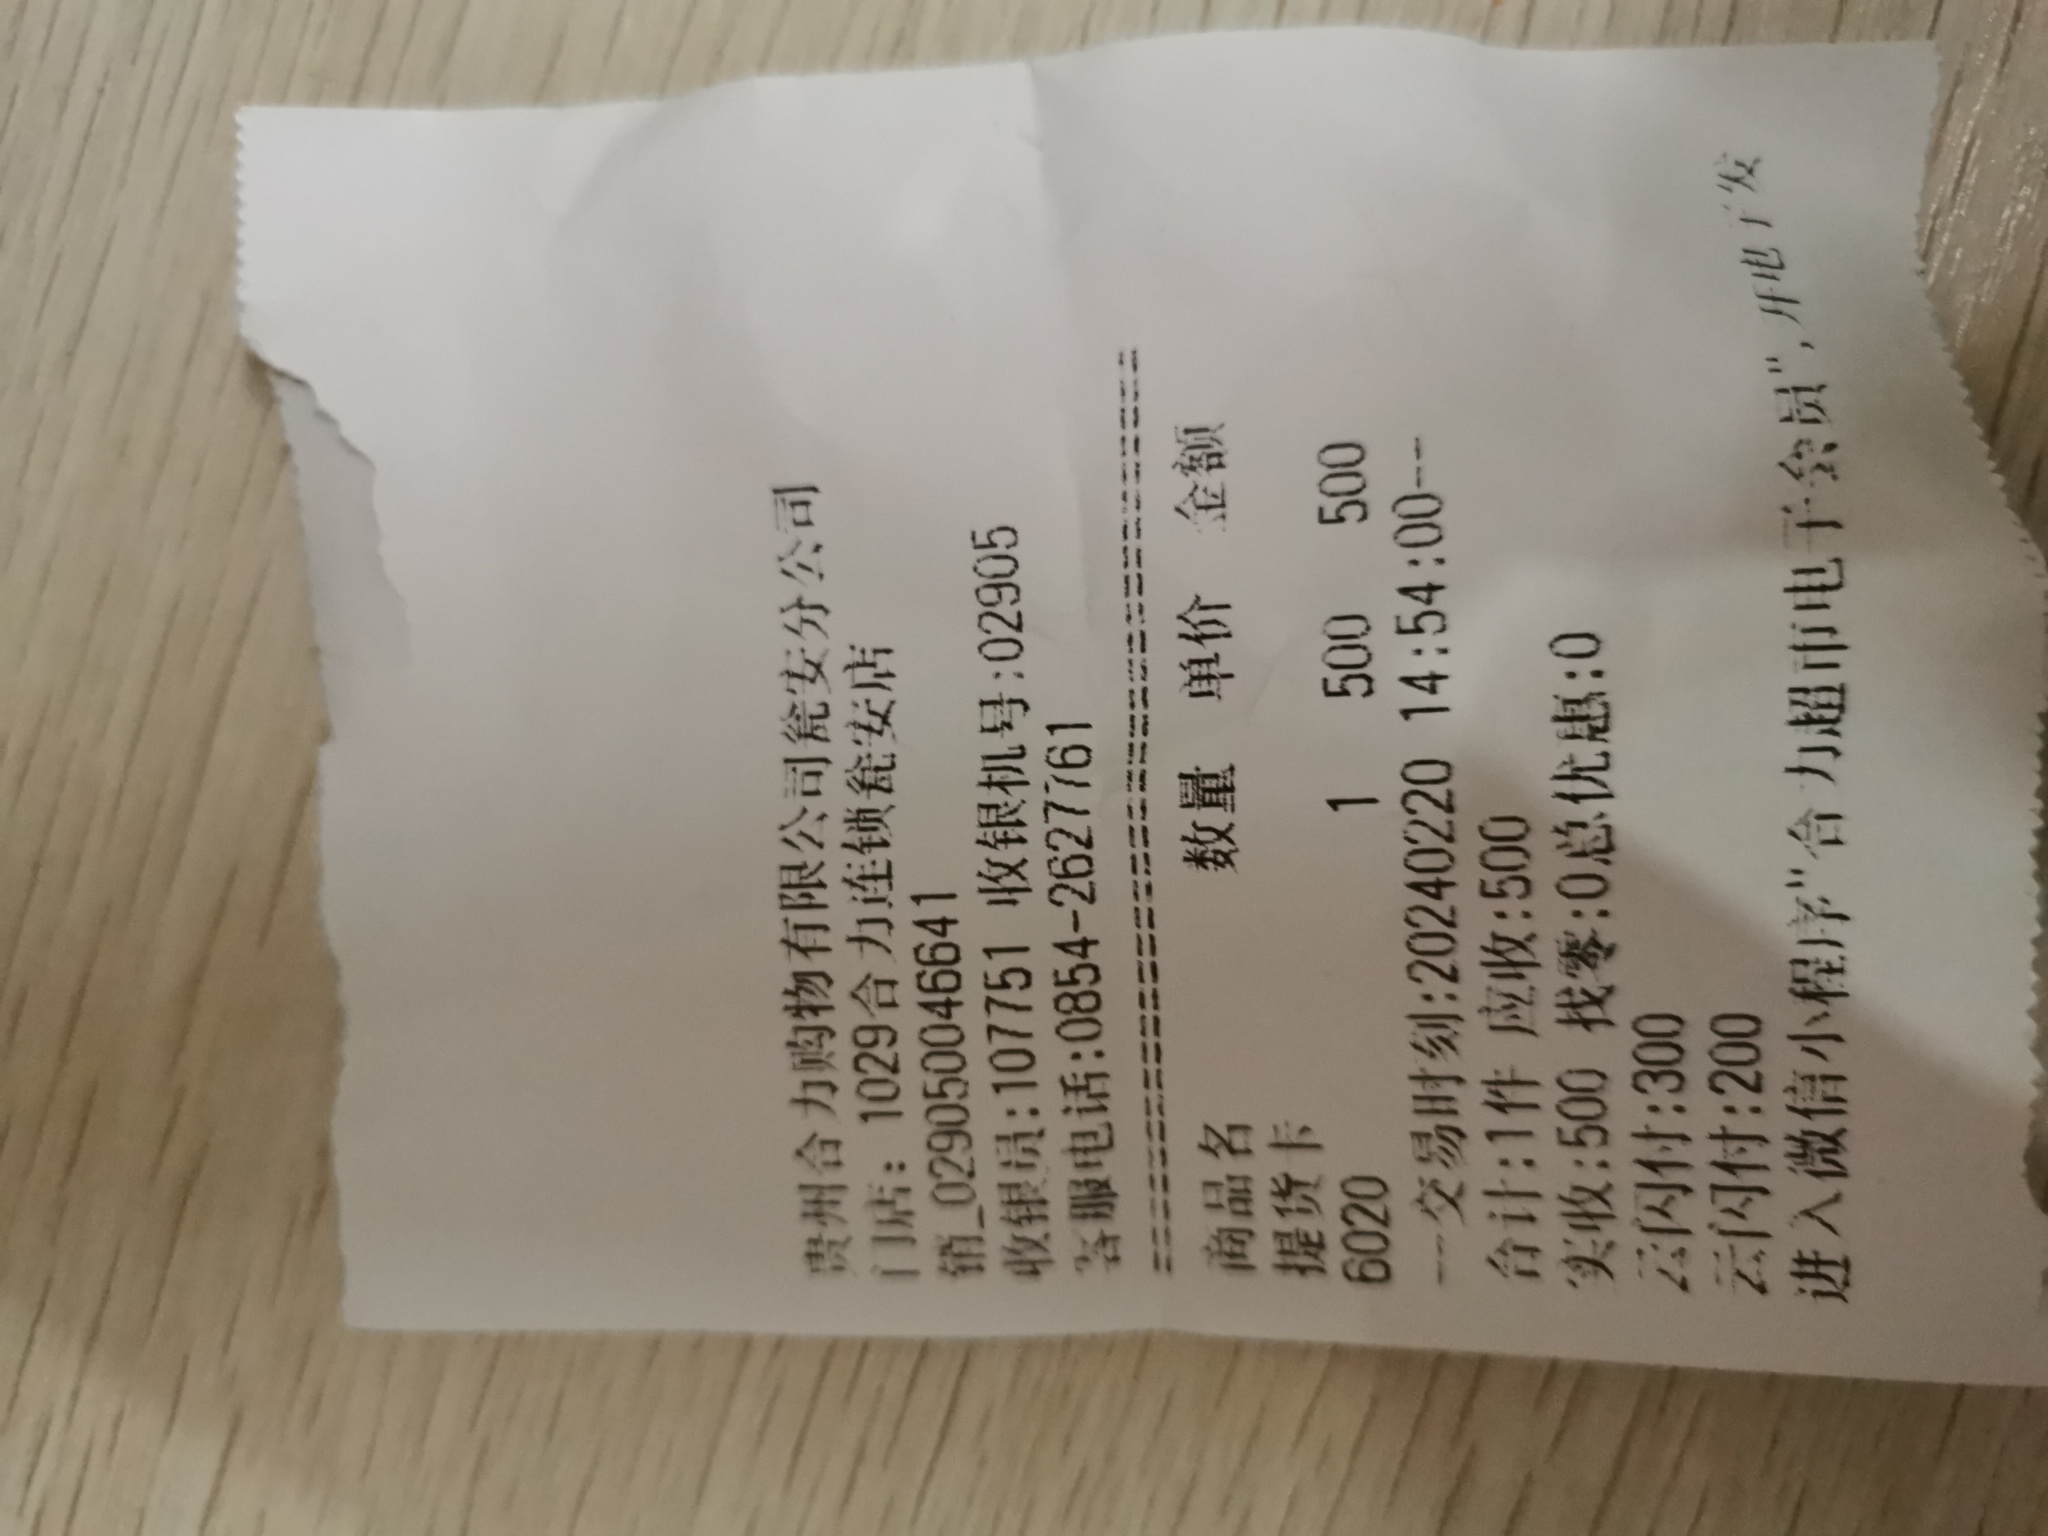 贵州合力购物有限公司瓮安分公司
门店: 1029合力连锁瓮安店
销_029050046641
收银员:107751 收银机号:02905
客服电话:0854-2627761
================================
商品名 数量 单价 金额
提货卡
60020 1 500 500
--交易时刻:20240220 14:54:00--
合计:1件 应收:500
实收:500 找零:0总优惠:0
云闪付:300
云闪付:200
进入微信小程序"合力超市电子会员",开电子发